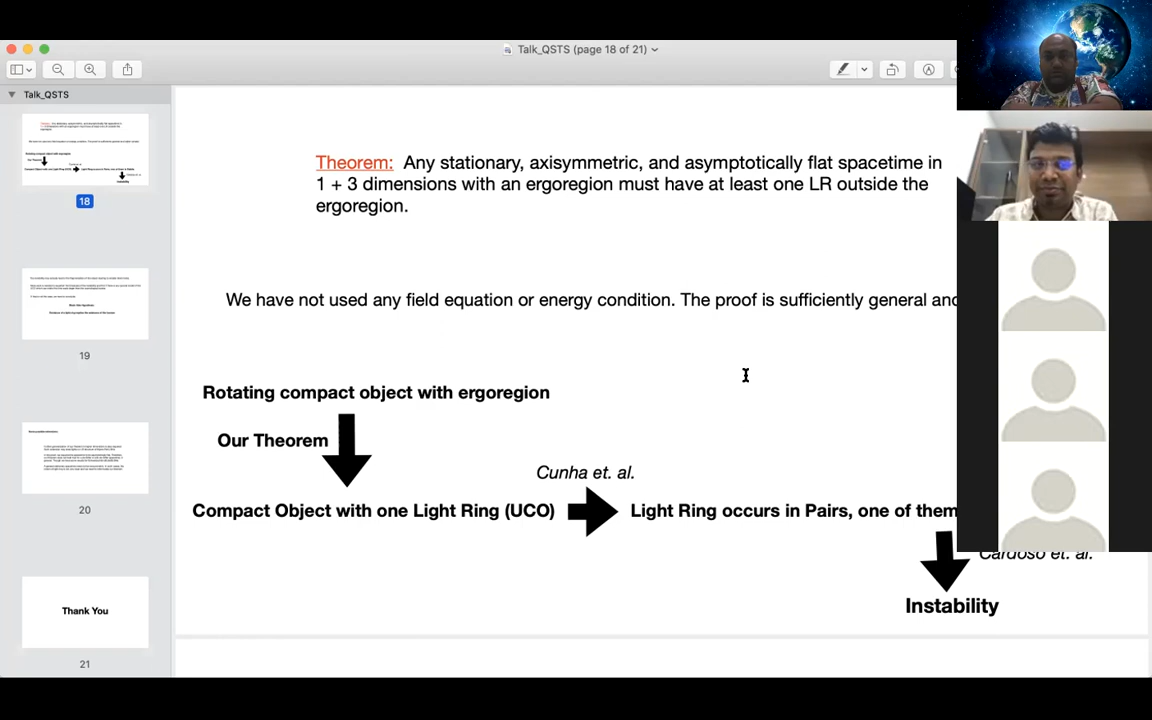 Talk_QSTS (page 18 of 21)
Talk_QSTS
18
19
20
Thank You
21
Theorem: Any stationary, axisymmetric, and asymptotically flat spacetime in
1 + 3 dimensions with an ergoregion must have at least one LR outside the
ergoregion.
We have not used any field equation or energy condition. The proof is sufficiently general and
Rotating compact object with ergoregion
Our Theorem
Cunha et. al.
Compact Object with one Light Ring (UCO)
Light Ring occurs in Pairs, one of them
Cardoso et. al.
Instability